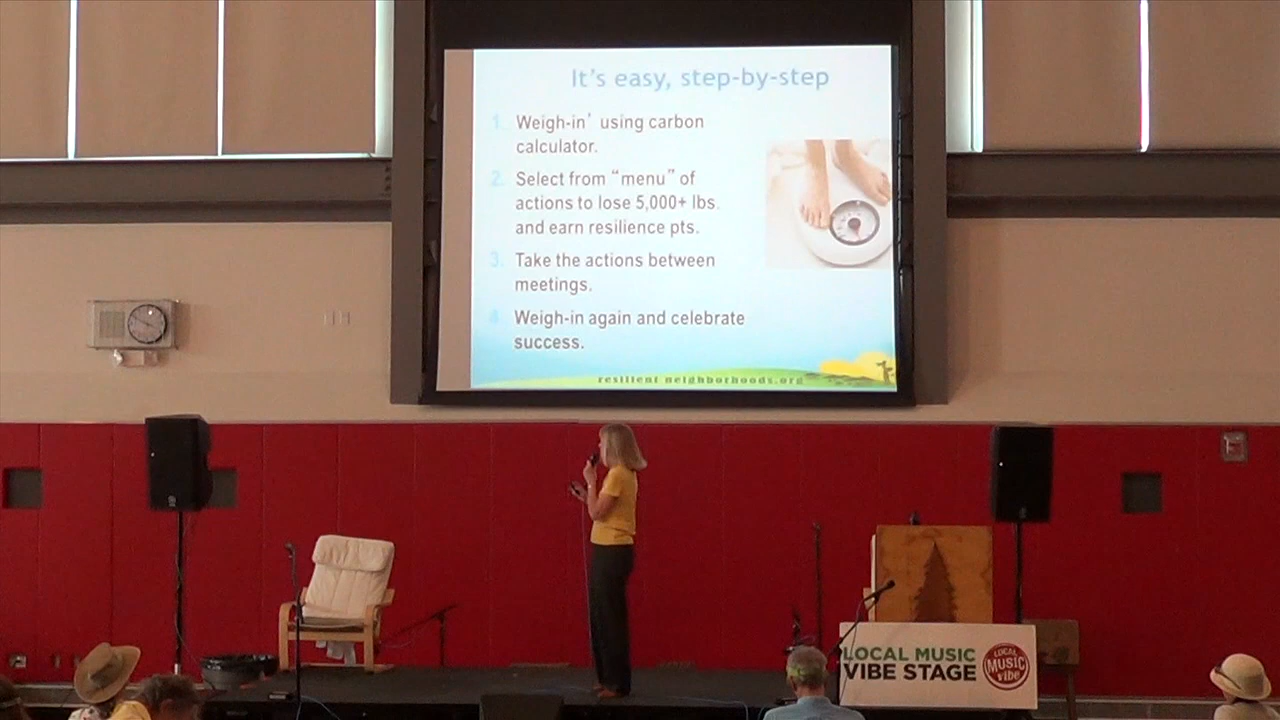 It's easy, step-by-step
1. Weigh-in' using carbon
calculator.
2. Select from “menu” of
actions to lose 5,000+ lbs.
and earn resilience pts.
3. Take the actions between
meetings.
4. Weigh-in again and celebrate
success.
resilient neighborhoods.org
LOCAL MUSIC
VIBE STAGE
LOCAL
MUSIC
vibe